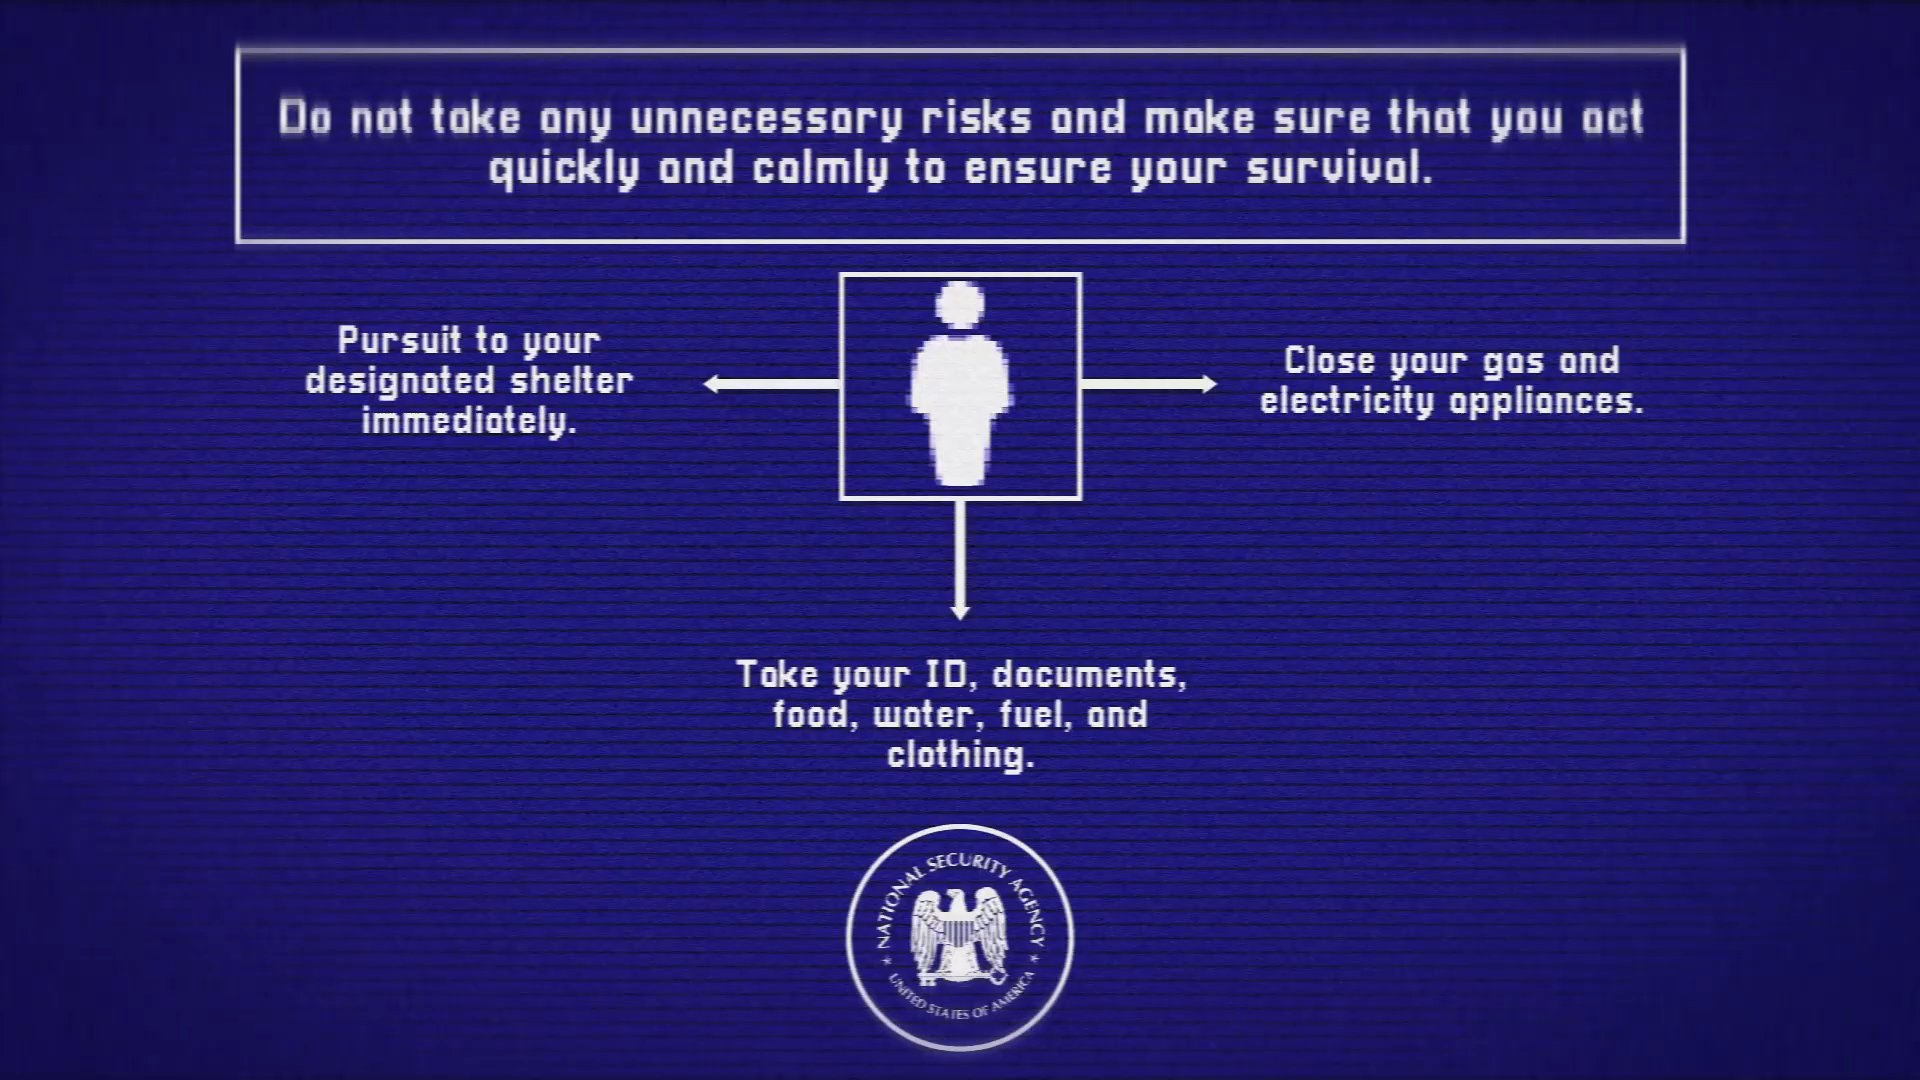 Do not take any unnecessary risks and make sure that you act
quickly and calmly to ensure your survival.
Pursuit to your
designated shelter
immediately.
Close your gas and
electricity appliances.
Take your ID, documents,
food, water, fuel, and
clothing.
NATIONAL SECURITY AGENCY
UNITED STATES OF AMERICA